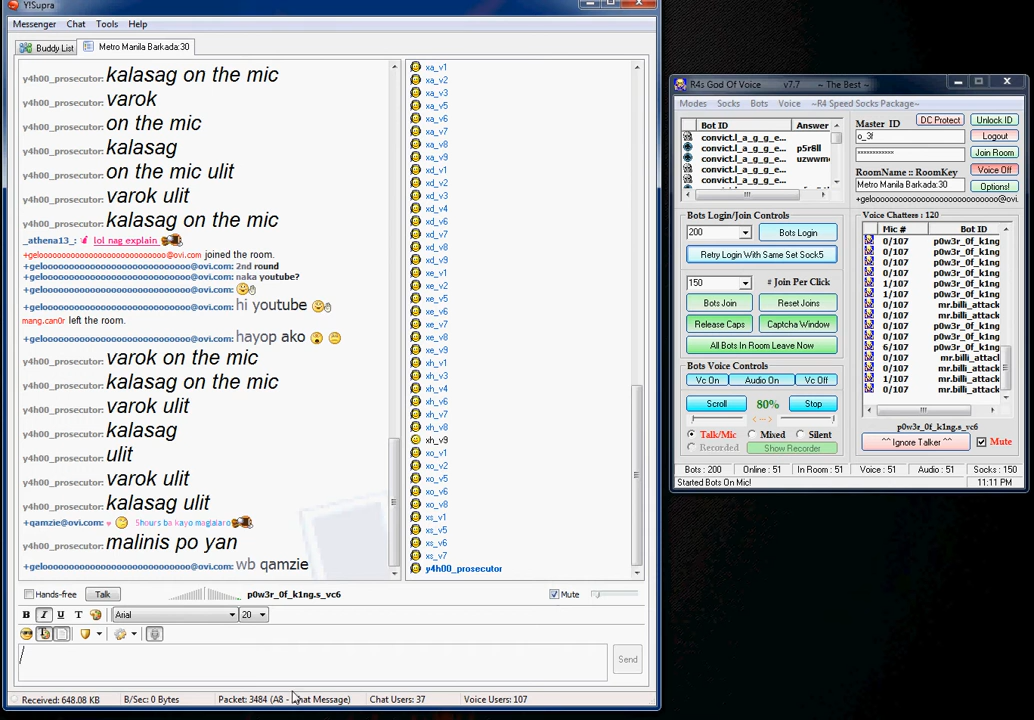 Y!Supra
Messenger Chat Tools Help
Buddy List Metro Manila Barkada:30
y4h00_prosecutor: kalasag on the mic
y4h00_prosecutor: varok
y4h00_prosecutor: on the mic
y4h00_prosecutor: kalasag
y4h00_prosecutor: on the mic ulit
y4h00_prosecutor: varok ulit
y4h00_prosecutor: kalasag on the mic
_athena13_: lol nag explain
+geloooooooooooooooooooooooooooo@ovi.com joined the room.
+geloooooooooooooooooooooooooooo@ovi.com: 2nd round
+geloooooooooooooooooooooooooooo@ovi.com: naka youtube?
+geloooooooooooooooooooooooooooo@ovi.com:
+geloooooooooooooooooooooooooooo@ovi.com: hi youtube
mang.can0r left the room.
+geloooooooooooooooooooooooooooo@ovi.com: hayop ako
y4h00_prosecutor: varok on the mic
y4h00_prosecutor: kalasag on the mic
y4h00_prosecutor: varok ulit
y4h00_prosecutor: kalasag
y4h00_prosecutor: ulit
y4h00_prosecutor: varok ulit
y4h00_prosecutor: kalasag ulit
+qamzie@ovi.com: ♥ 5hours ba kayo maglalaro
y4h00_prosecutor: malinis po yan
+geloooooooooooooooooooooooooooo@ovi.com: wb qamzie
xa_v1
xa_v2
xa_v3
xa_v5
xa_v6
xa_v7
xa_v8
xa_v9
xd_v1
xd_v2
xd_v3
xd_v4
xd_v6
xd_v7
xd_v8
xd_v9
xe_v1
xe_v2
xe_v5
xe_v6
xe_v7
xe_v8
xe_v9
xh_v1
xh_v3
xh_v4
xh_v6
xh_v7
xh_v8
xh_v9
xo_v1
xo_v2
xo_v5
xo_v6
xo_v8
xs_v1
xs_v5
xs_v6
xs_v7
y4h00_prosecutor
Hands-free Talk p0w3r_0f_k1ng.s_vc6 Mute
B I U T Arial 20
/
Send
Received: 648.08 KB B/Sec: 0 Bytes Packet: 3484 (A8 - Chat Message) Chat Users: 37 Voice Users: 107
R4s God Of Voice v7.7 ~ The Best ~
Modes Socks Bots Voice ~R4 Speed Socks Package~
Bot ID Answer
convict.l_a_g_g_e...
convict.l_a_g_g_e... p5r8ll
convict.l_a_g_g_e... uzwwm
convict.l_a_g_g_e...
convict.l_a_g_g_e...
Master ID DC Protect Unlock ID
o_3f Logout
************ Join Room
RoomName :: RoomKey Voice Off
Metro Manila Barkada:30 Options!
Bots Login/Join Controls
200 Bots Login
Retry Login With Same Set Sock5
150 # Join Per Click
Bots Join Reset Joins
Release Caps Captcha Window
All Bots In Room Leave Now
Bots Voice Controls
Vc On Audio On Vc Off
Scroll 80% Stop
<--->
Talk/Mic Mixed Silent
Recorded Show Recorder
Voice Chatters : 120
Mic # Bot ID
0/107 p0w3r_0f_k1ng
0/107 p0w3r_0f_k1ng
0/107 p0w3r_0f_k1ng
1/107 p0w3r_0f_k1ng
1/107 p0w3r_0f_k1ng
0/107 mr.billi_attack
0/107 mr.billi_attack
0/107 p0w3r_0f_k1ng
0/107 p0w3r_0f_k1ng
0/107 p0w3r_0f_k1ng
6/107 p0w3r_0f_k1ng
0/107 mr.billi_attack
0/107 mr.billi_attack
1/107 mr.billi_attack
0/107 mr.billi_attack
p0w3r_0f_k1ng.s_vc6
^^ Ignore Talker ^^ Mute
Bots : 200 Online : 51 In Room : 51 Voice : 51 Audio : 51 Socks : 150
Started Bots On Mic! 11:11 PM